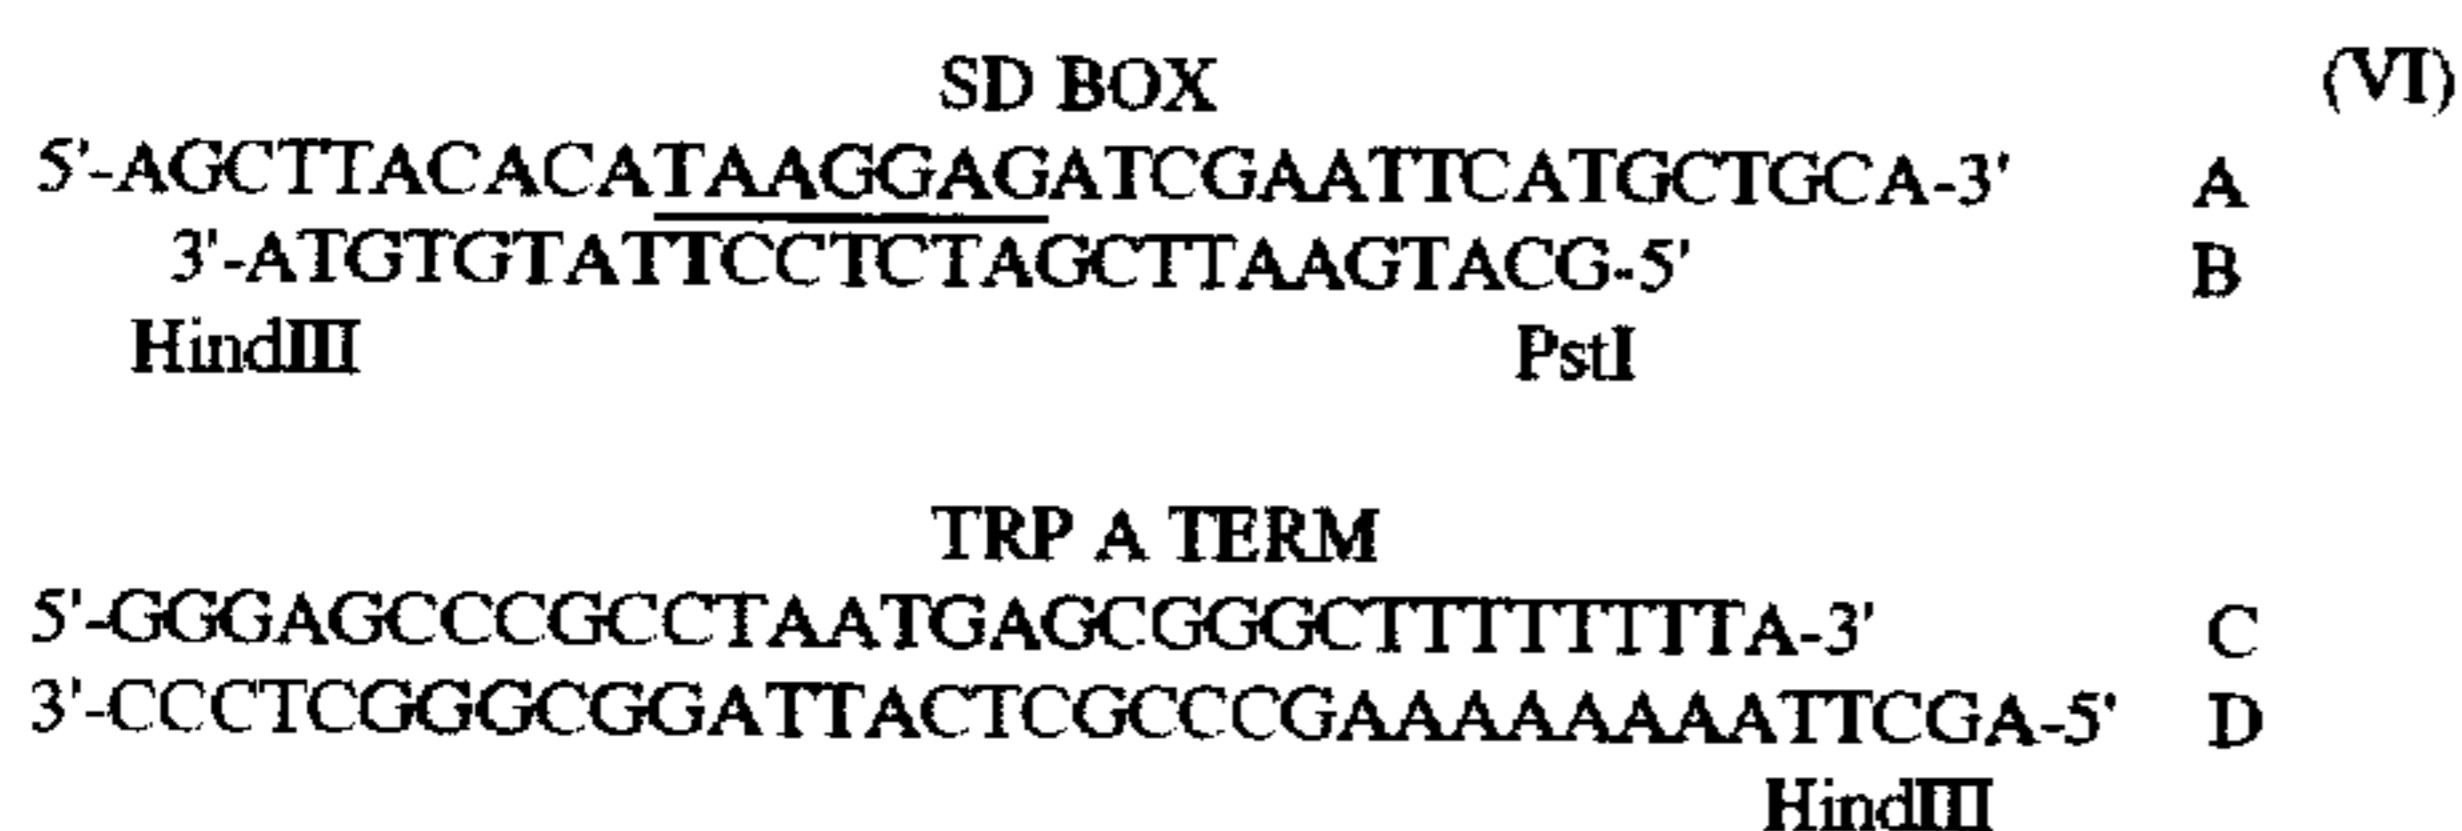 SD BOX (VI)
5'-AGCTTACACATAAGGAGATCGAATTCATGCTGCA-3' A
3'-ATGTGTATTCCTCTAGCTTAAGTACG-5' B
HindIII PstI
TRP A TERM
5'-GGGAGCCCGCCTAATGAGCGGGCTTTTTTTTA-3' C
3'-CCCTCGGGCGGATTACTCGCCCGAAAAAAAATTCGA-5' D
HindIII